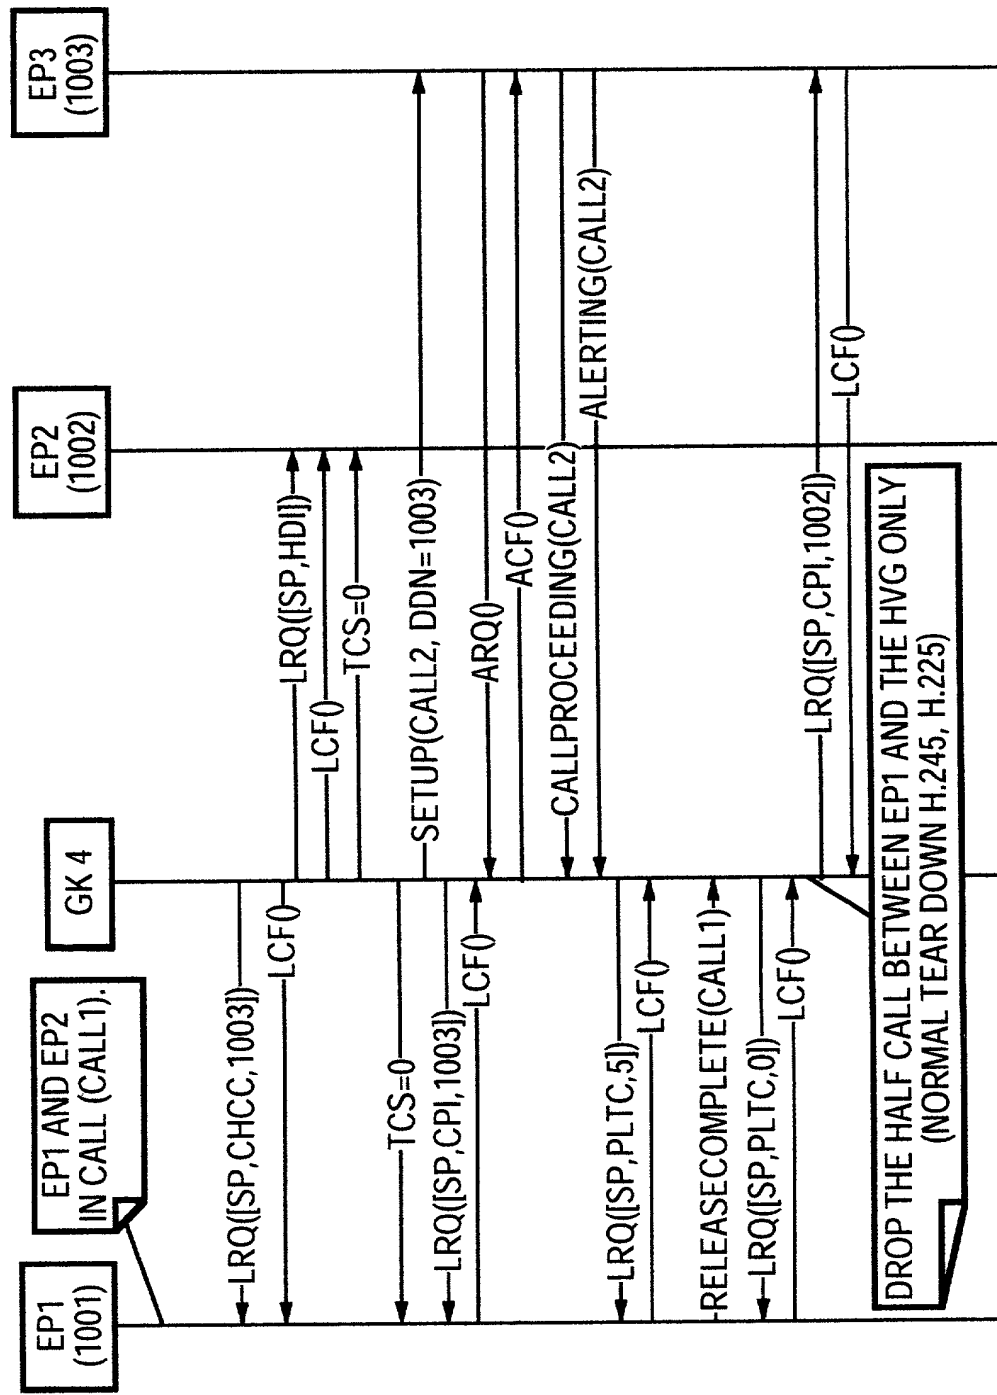 EP1
(1001)
GK 4
EP2
(1002)
EP3
(1003)
EP1 AND EP2
IN CALL (CALL1).
LRQ([SP,CHCC,1003])
LCF()
LRQ([SP,HDI])
LCF()
TCS=0
TCS=0
SETUP(CALL2, DDN=1003)
LRQ([SP,CPI,1003])
LCF()
ARQ()
ACF()
CALLPROCEEDING(CALL2)
ALERTING(CALL2)
LRQ([SP,PLTC,5])
LCF()
RELEASECOMPLETE(CALL1)
LRQ([SP,PLTC,0])
LCF()
LRQ([SP,CPI,1002])
LCF()
DROP THE HALF CALL BETWEEN EP1 AND THE HVG ONLY
(NORMAL TEAR DOWN H.245, H.225)